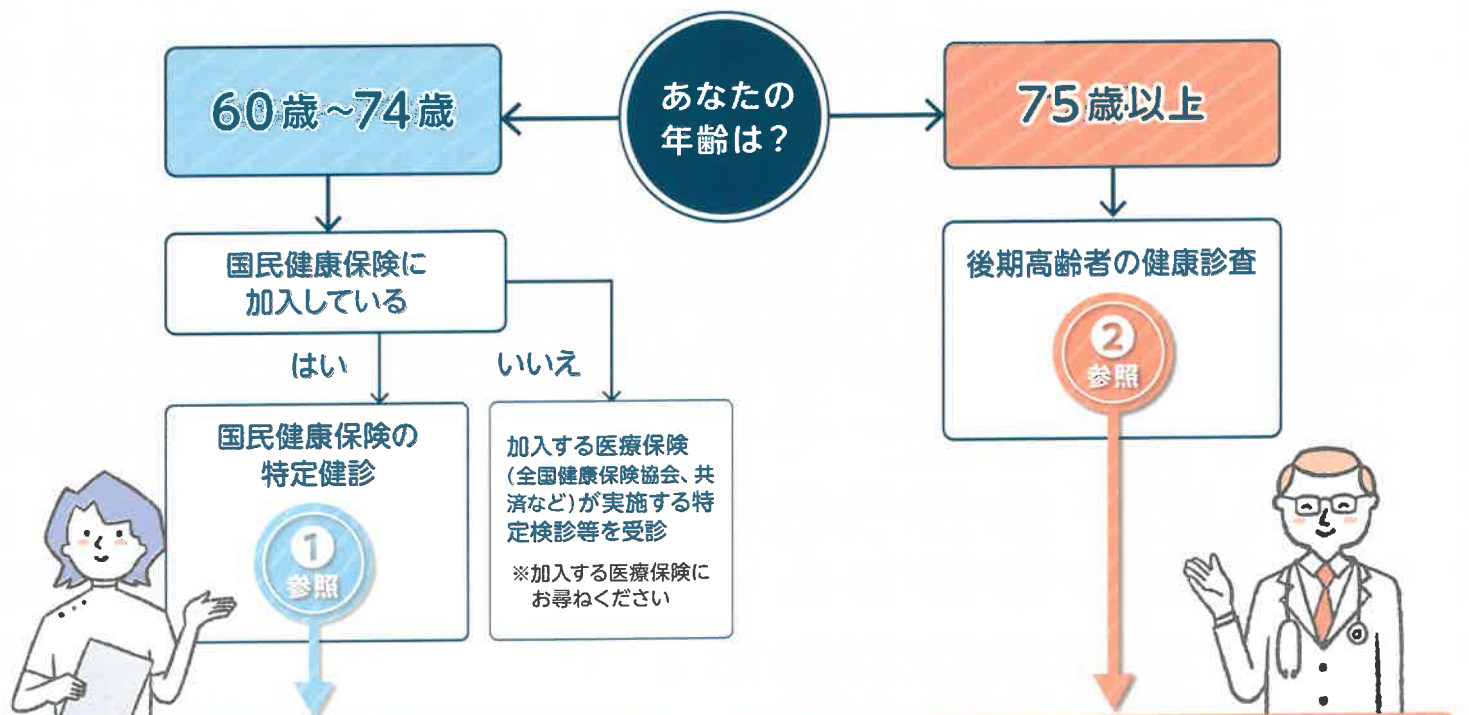 あなたの
年齢は？
60歳～74歳
75歳以上
国民健康保険に
加入している
はい
いいえ
国民健康保険の
特定健診
1
参照
加入する医療保険
(全国健康保険協会、共
済など)が実施する特
定検診等を受診
※加入する医療保険に
お尋ねください
後期高齢者の健康診査
2
参照